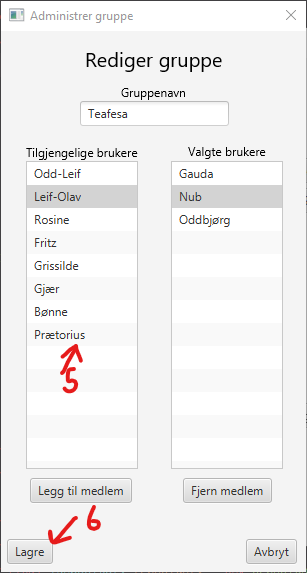 Administrer gruppe
Rediger gruppe
Gruppenavn
Teafesa
Tilgjengelige brukere
Odd-Leif
Leif-Olav
Rosine
Fritz
Grissilde
Gjær
Bønne
Prætorius
5
Legg til medlem
Valgte brukere
Gauda
Nub
Oddbjørg
Fjern medlem
6
Lagre
Avbryt